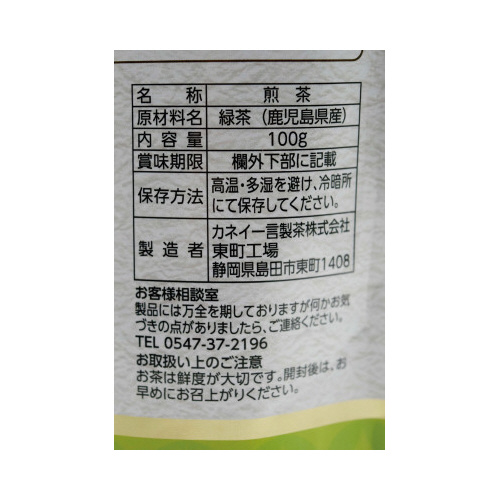 名称 煎茶
原材料名 緑茶(鹿児島県産)
内容量 100g
賞味期限 欄外下部に記載
保存方法 高温・多湿を避け、冷暗所
にて保存してください。
製造者 カネイ一言製茶株式会社
東町工場
静岡県島田市東町1408
お客様相談室
製品には万全を期しておりますが何かお気
づきの点がありましたら、ご連絡ください。
TEL 0547-37-2196
お取扱い上のご注意
お茶は鮮度が大切です。開封後は、お
早めにお召上がりください。